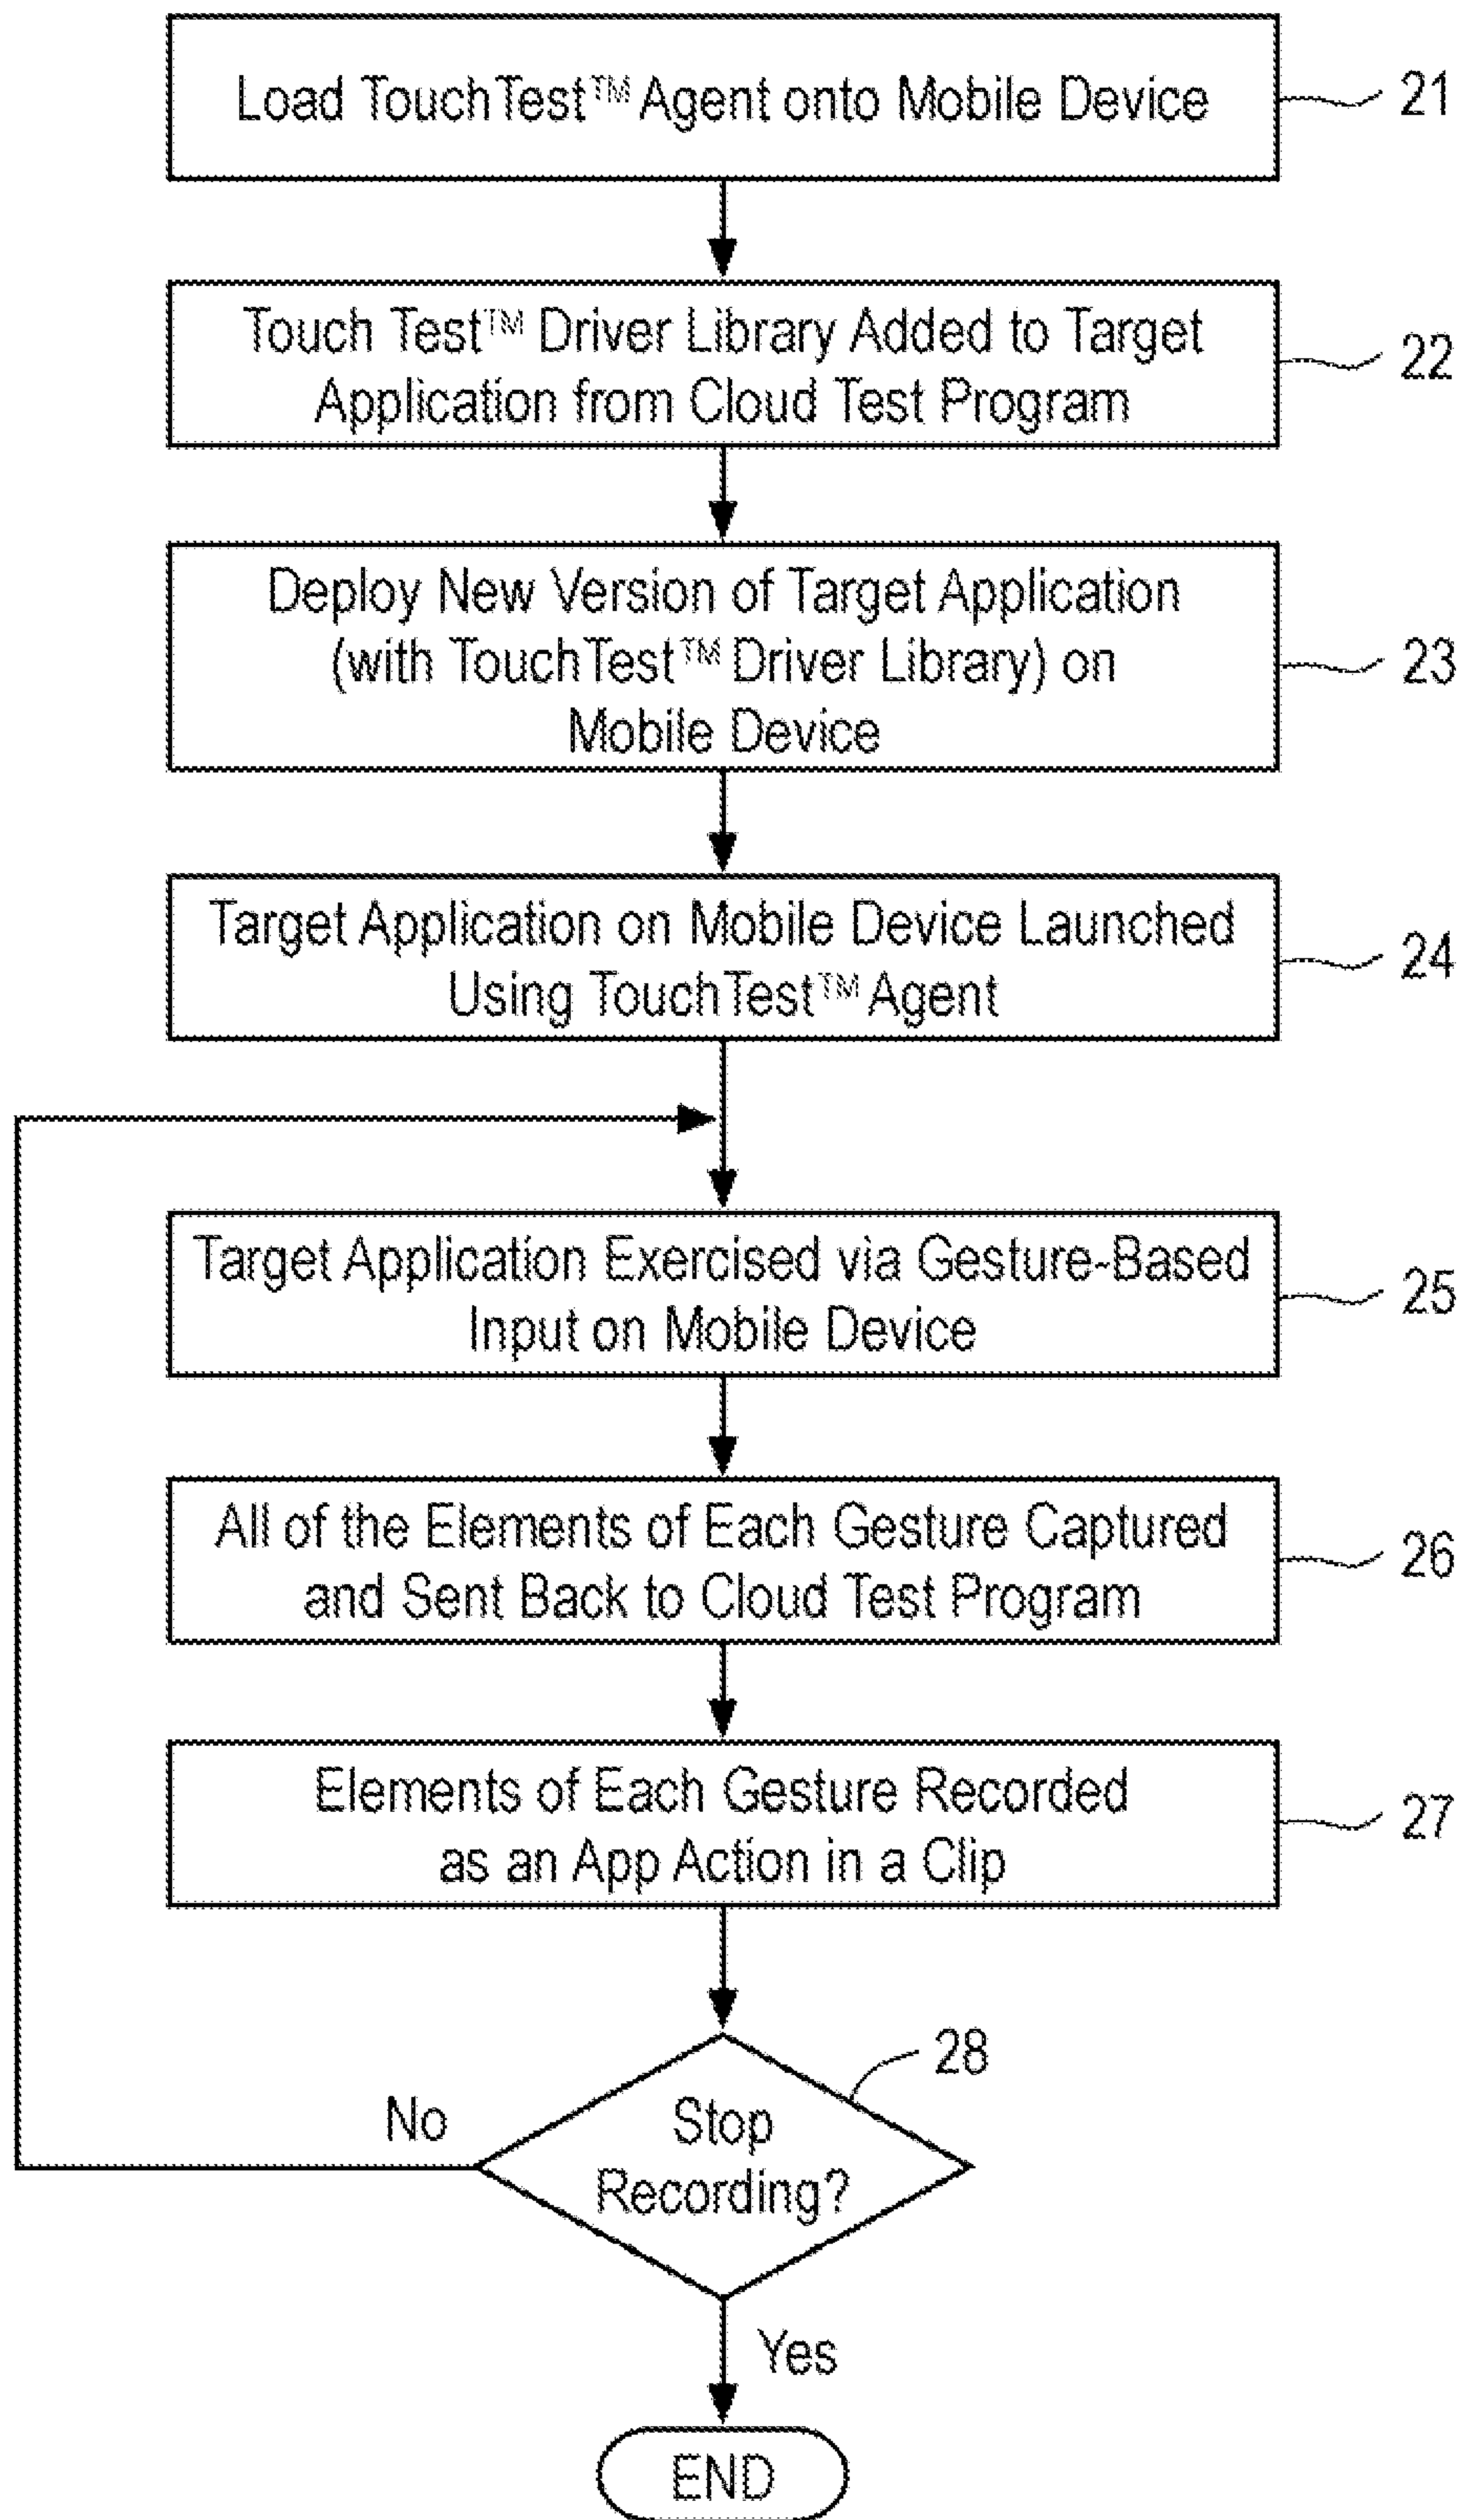 Load TouchTest™ Agent onto Mobile Device
21
Touch Test™ Driver Library Added to Target
Application from Cloud Test Program
22
Deploy New Version of Target Application
(with TouchTest™ Driver Library) on
Mobile Device
23
Target Application on Mobile Device Launched
Using TouchTest™ Agent
24
Target Application Exercised via Gesture-Based
Input on Mobile Device
25
All of the Elements of Each Gesture Captured
and Sent Back to Cloud Test Program
26
Elements of Each Gesture Recorded
as an App Action in a Clip
27
28
No
Stop
Recording?
Yes
END